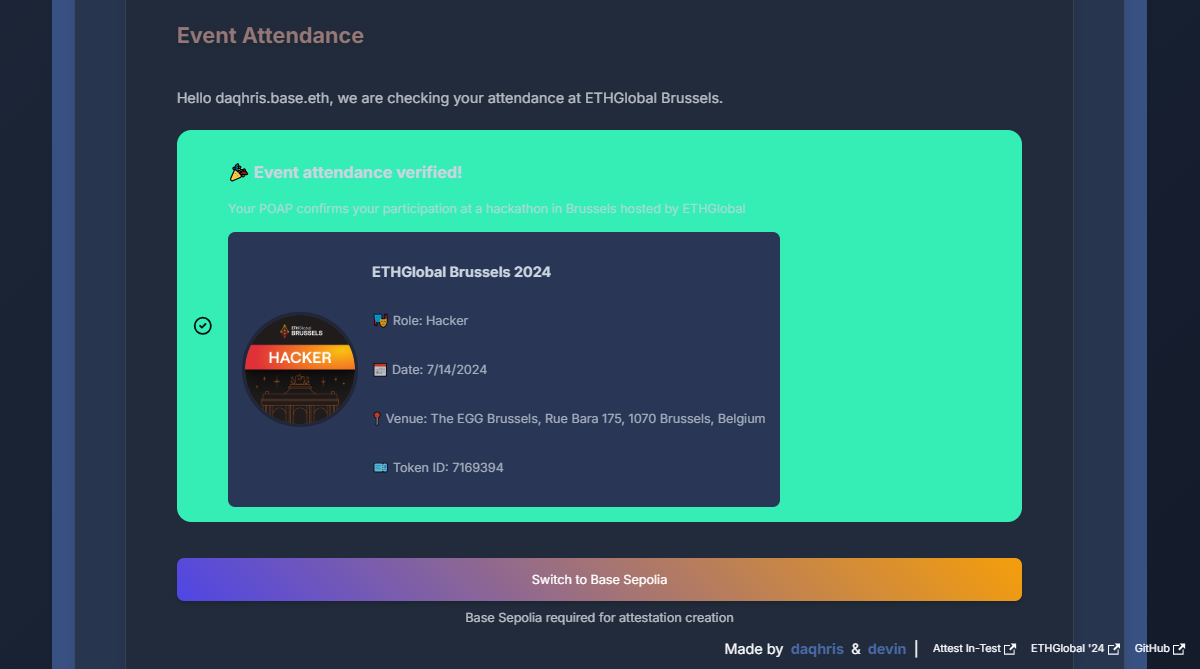 Event Attendance
Hello daqhris.base.eth, we are checking your attendance at ETHGlobal Brussels.
🎉 Event attendance verified!
Your POAP confirms your participation at a hackathon in Brussels hosted by ETHGlobal
ETHGlobal Brussels 2024
🎭 Role: Hacker
📅 Date: 7/14/2024
📍 Venue: The EGG Brussels, Rue Bara 175, 1070 Brussels, Belgium
🎟️ Token ID: 7169394
ETHGlobal
BRUSSELS
HACKER
Switch to Base Sepolia
Base Sepolia required for attestation creation
Made by daqhris & devin | Attest In-Test ETHGlobal '24 GitHub